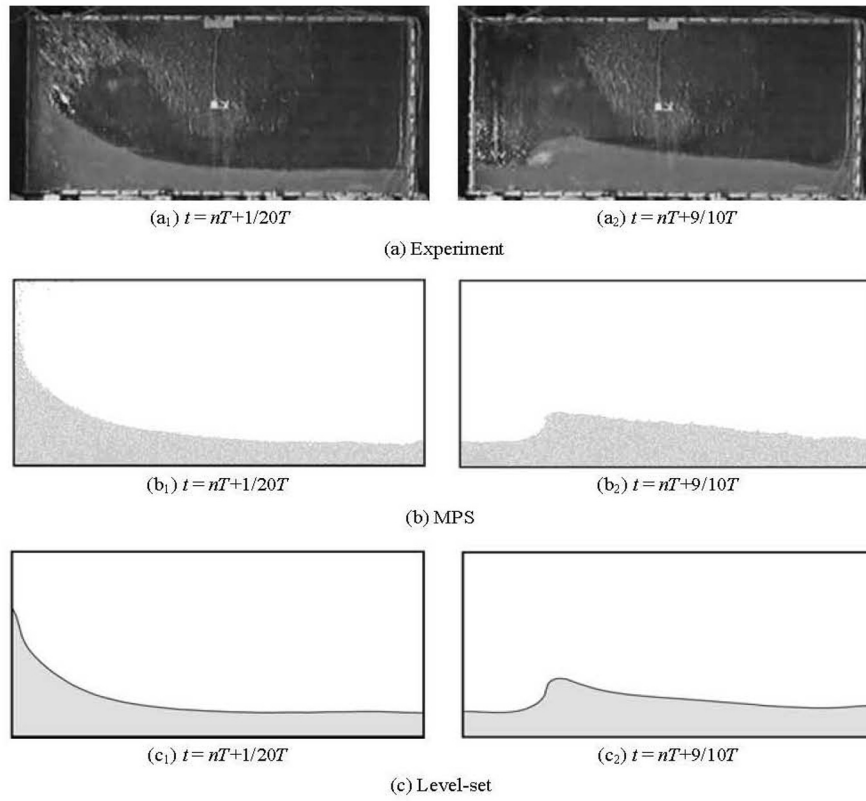 (a₁) t = nT+1/20T
(a₂) t = nT+9/10T
(a) Experiment
(b₁) t = nT+1/20T
(b₂) t = nT+9/10T
(b) MPS
(c₁) t = nT+1/20T
(c₂) t = nT+9/10T
(c) Level-set